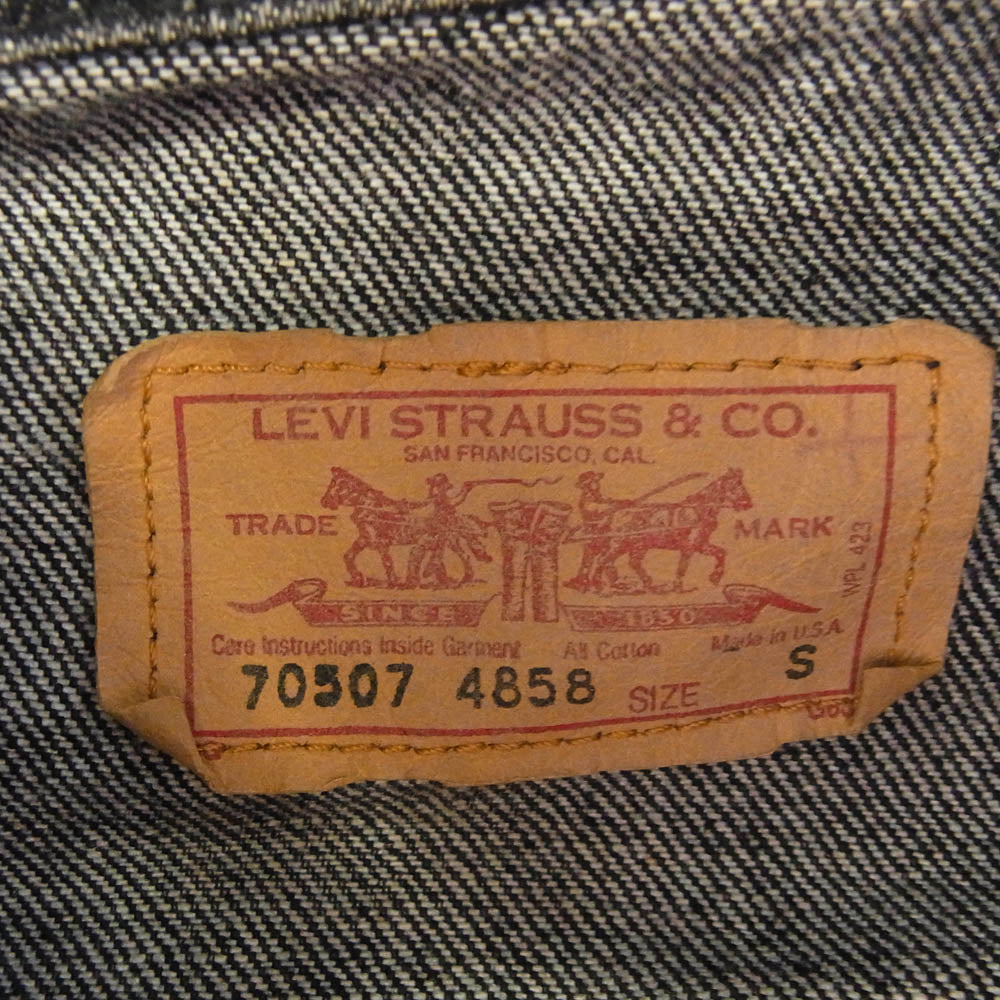 LEVI STRAUSS & CO.
SAN FRANCISCO, CAL.
TRADE MARK
SINCE 1850
WPL 423
Care Instructions Inside Garment All Cotton Made in U.S.A.
70507 4858 SIZE S